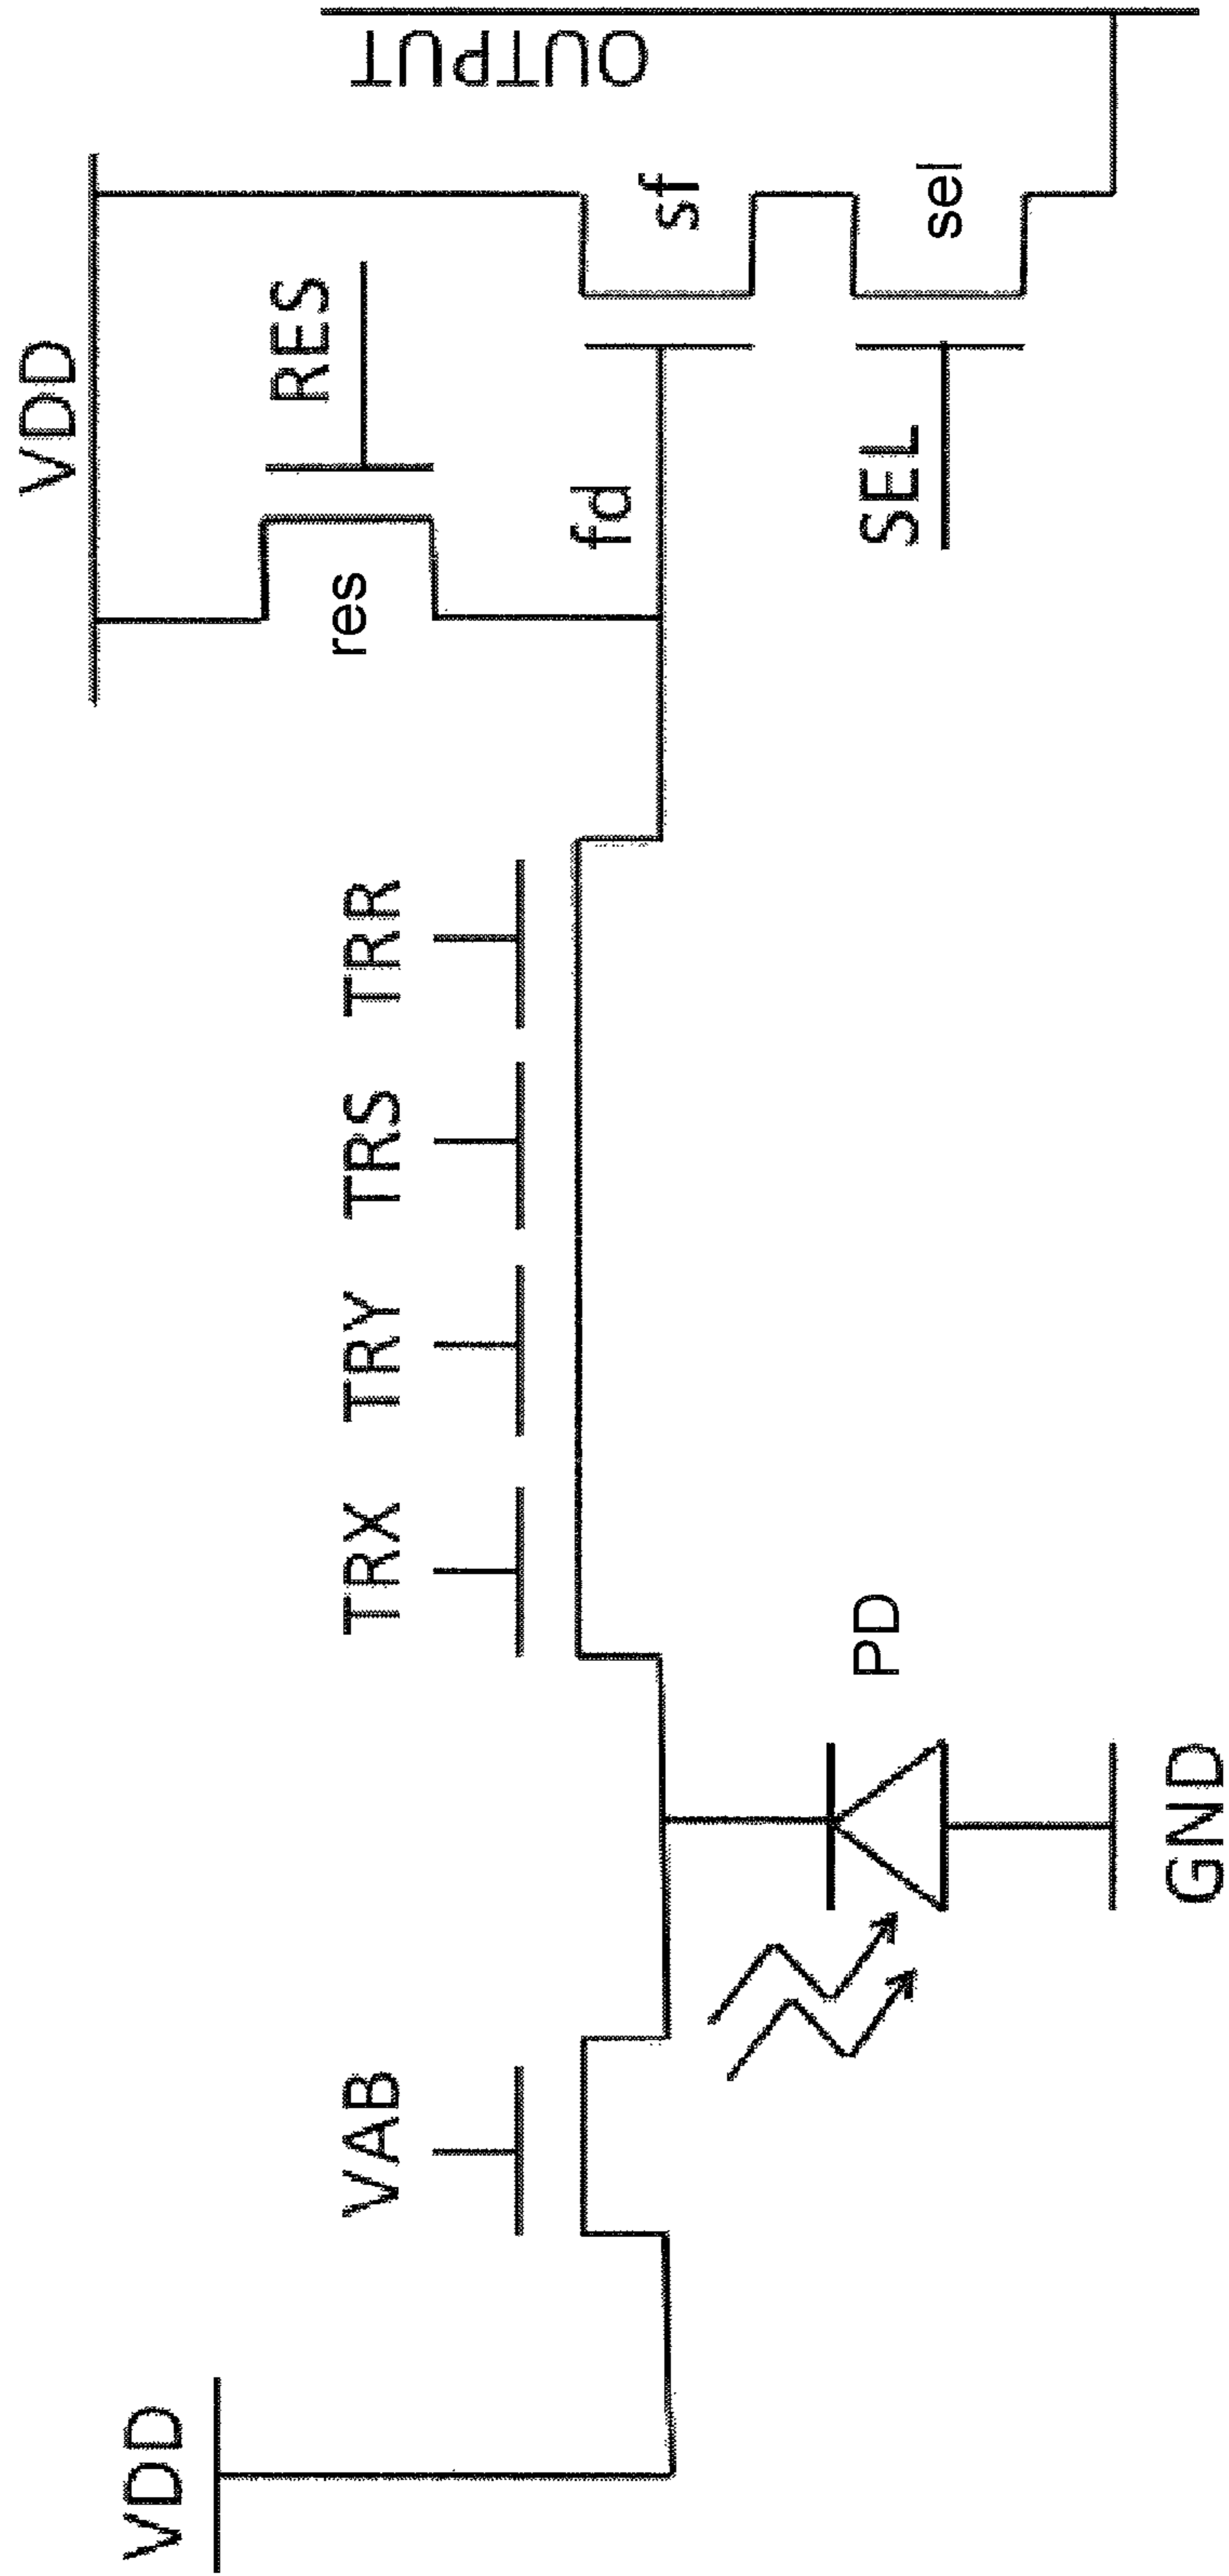 VDD
VAB
GND
PD
TRX
TRY
TRS
TRR
VDD
RES
res
fd
SEL
sf
sel
OUTPUT